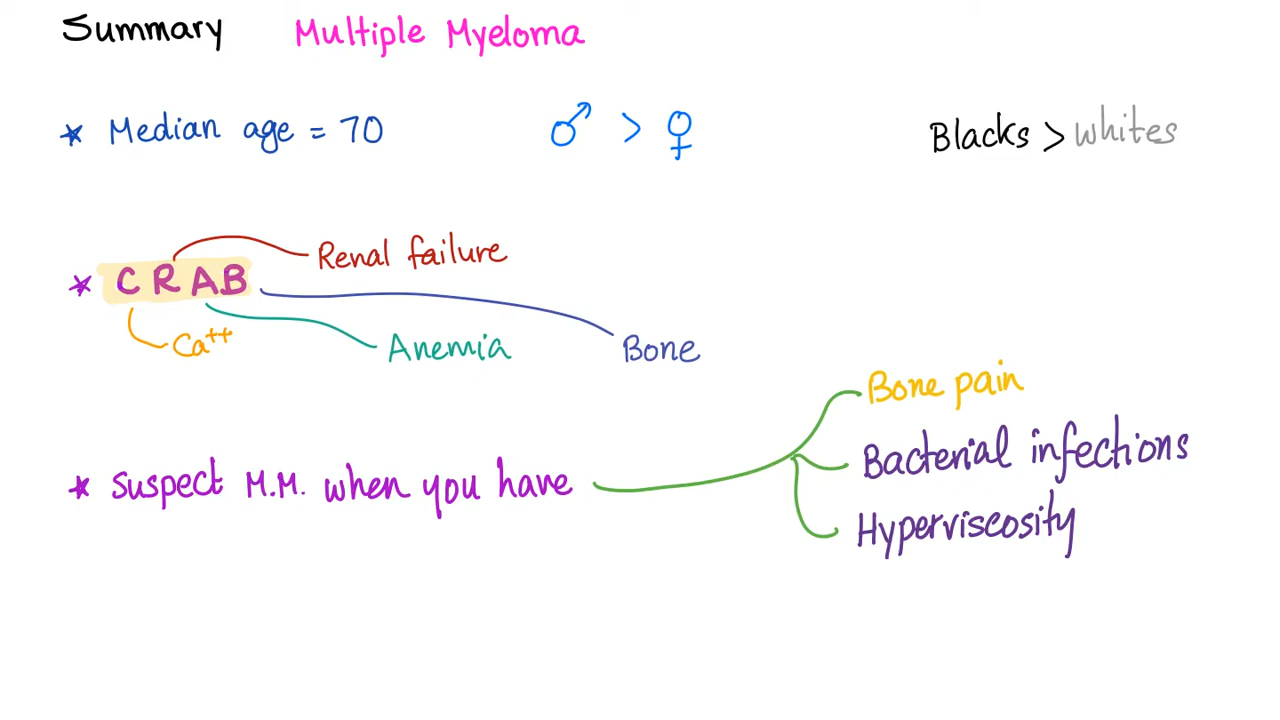 Summary Multiple Myeloma
* Median age = 70 ♂ > ♀ Blacks > whites
Renal failure
* CRAB
Ca++ Anemia Bone
Bone pain
Bacterial infections
* Suspect M.M. when you have
Hyperviscosity